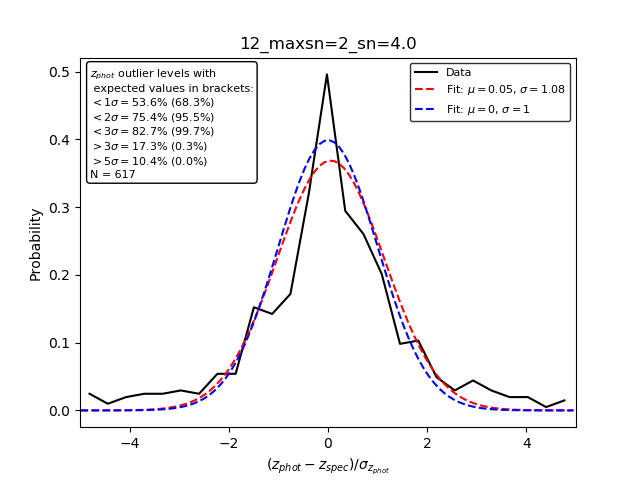 12_maxsn=2_sn=4.0
z_phot outlier levels with
expected values in brackets:
<1σ=53.6% (68.3%)
<2σ=75.4% (95.5%)
<3σ=82.7% (99.7%)
>3σ=17.3% (0.3%)
>5σ=10.4% (0.0%)
N = 617
Data
Fit: μ=0.05, σ=1.08
Fit: μ=0, σ=1
Probability
0.5
0.4
0.3
0.2
0.1
0.0
−4 −2 0 2 4
(z_phot − z_spec)/σ_z_phot